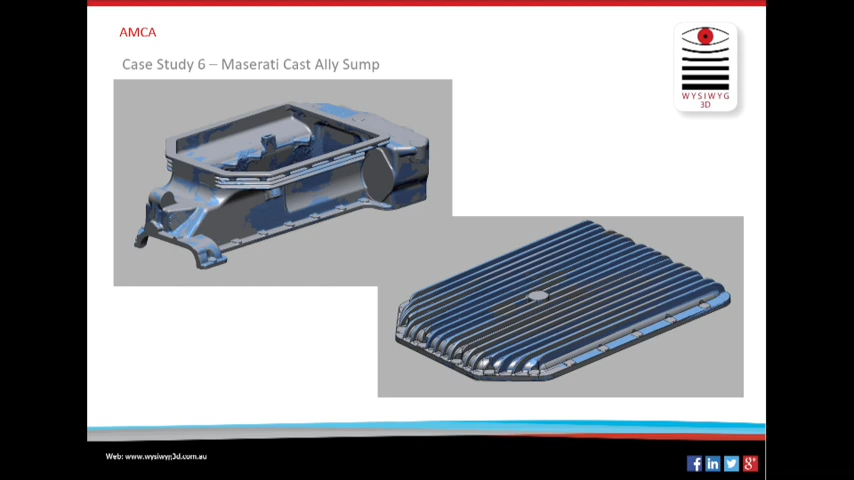 AMCA
Case Study 6 – Maserati Cast Ally Sump
WYSIWYG
3D
Web: www.wysiwyg3d.com.au